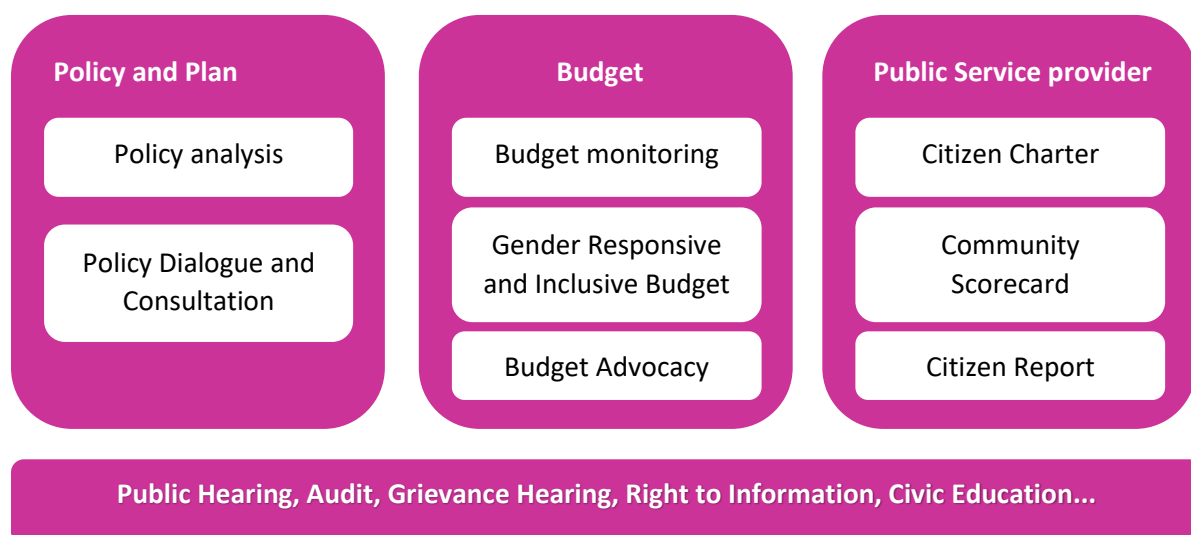 Policy and Plan
Policy analysis
Policy Dialogue and
Consultation
Budget
Budget monitoring
Gender Responsive
and Inclusive Budget
Budget Advocacy
Public Service provider
Citizen Charter
Community
Scorecard
Citizen Report
Public Hearing, Audit, Grievance Hearing, Right to Information, Civic Education...